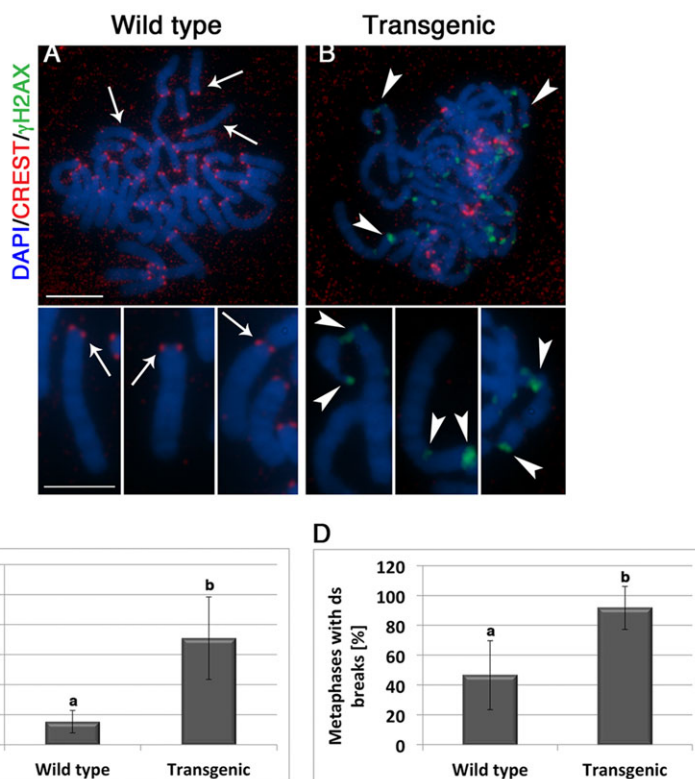 Wild type Transgenic
A B
DAPI/CREST/γH2AX
D
b
a
Wild type Transgenic
Metaphases with ds
breaks [%]
120
100
80
60
40
20
0
a
b
Wild type Transgenic